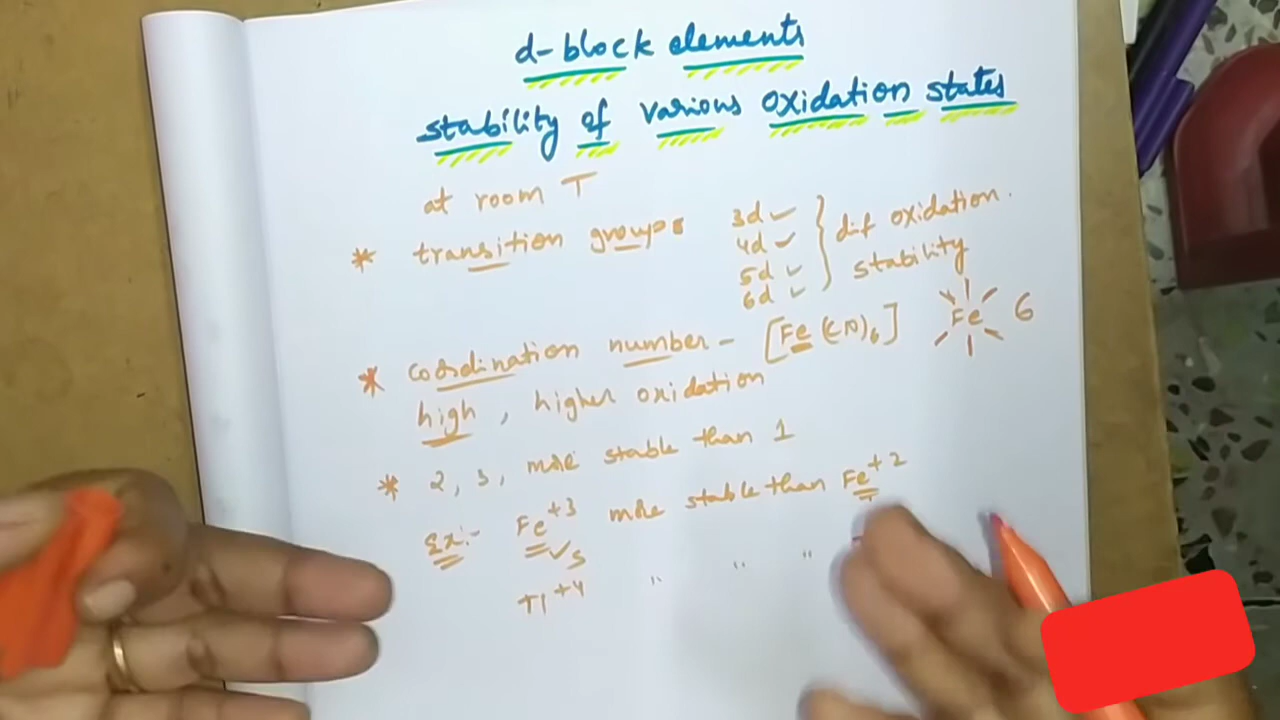 d-block elements
stability of various oxidation states
at room T
* transition groups 3d ✓
4d ✓
5d ✓
6d ✓
dif oxidation.
stability
* coordination number - [Fe(CN)6] Fe 6
high, higher oxidation
* 2, 3, more stable than 1
Ex:- Fe+3 more stable than Fe+2
Ti+4 " " "